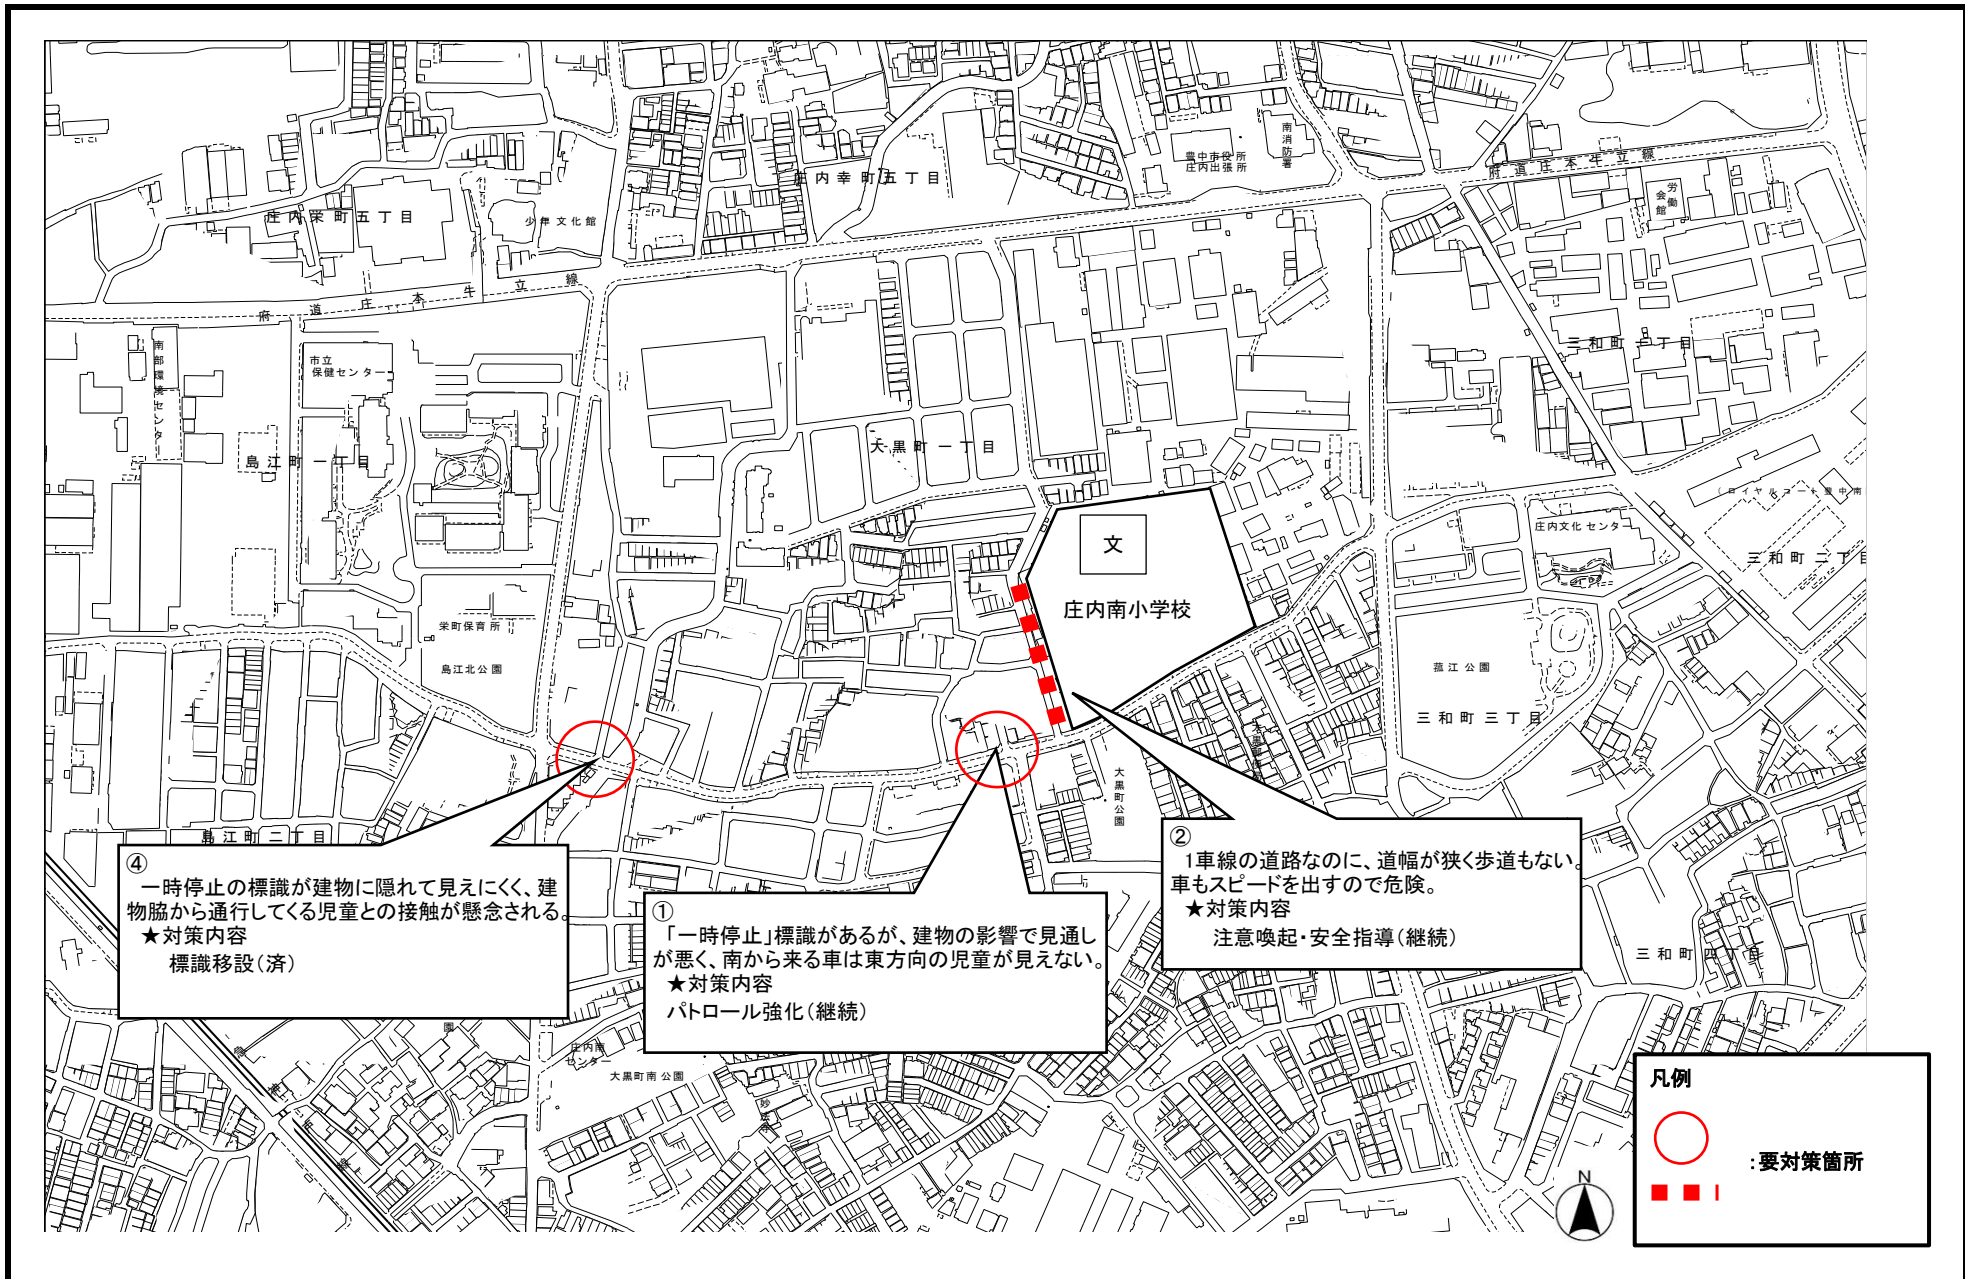 南消防署
豊中市役所
庄内出張所
府道庄本牛立線
労働会館
庄内幸町五丁目
庄内栄町五丁目
少年文化館
府道庄本牛立線
南部環境センター
市立
保健センター
三和町一丁目
大黒町一丁目
島江町一丁目
(ロイヤルコート豊中南
庄内文化センター
文
三和町二丁目
庄内南小学校
栄町保育所
島江北公園
菰江公園
三和町三丁目
大黒町公園
島江町二丁目
④
一時停止の標識が建物に隠れて見えにくく、建
物脇から通行してくる児童との接触が懸念される。
★対策内容
標識移設(済)
①
「一時停止」標識があるが、建物の影響で見通し
が悪く、南から来る車は東方向の児童が見えない。
★対策内容
パトロール強化(継続)
②
1車線の道路なのに、道幅が狭く歩道もない。
車もスピードを出すので危険。
★対策内容
注意喚起・安全指導(継続)
三和町四丁目
園
庄内南
センター
大黒町南公園
妙法寺
凡例
:要対策箇所
N